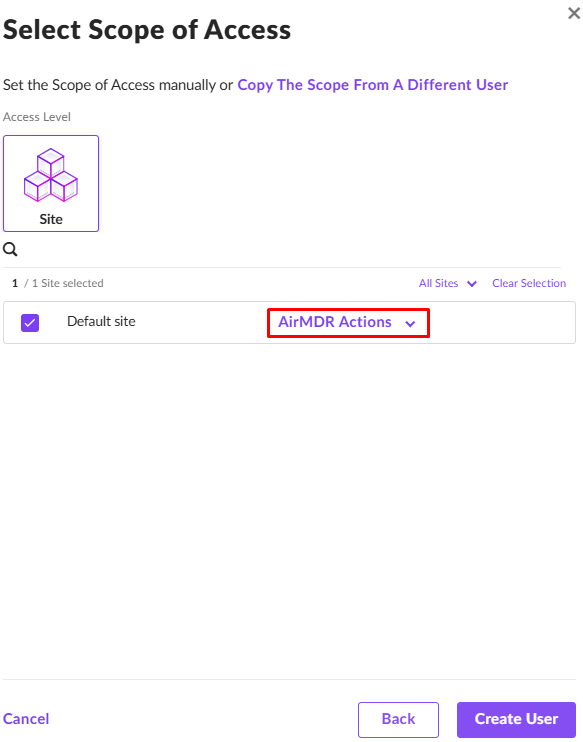 Select Scope of Access
Set the Scope of Access manually or Copy The Scope From A Different User
Access Level
Site
1 / 1 Site selected
All Sites
Clear Selection
Default site
AirMDR Actions
Cancel
Back
Create User